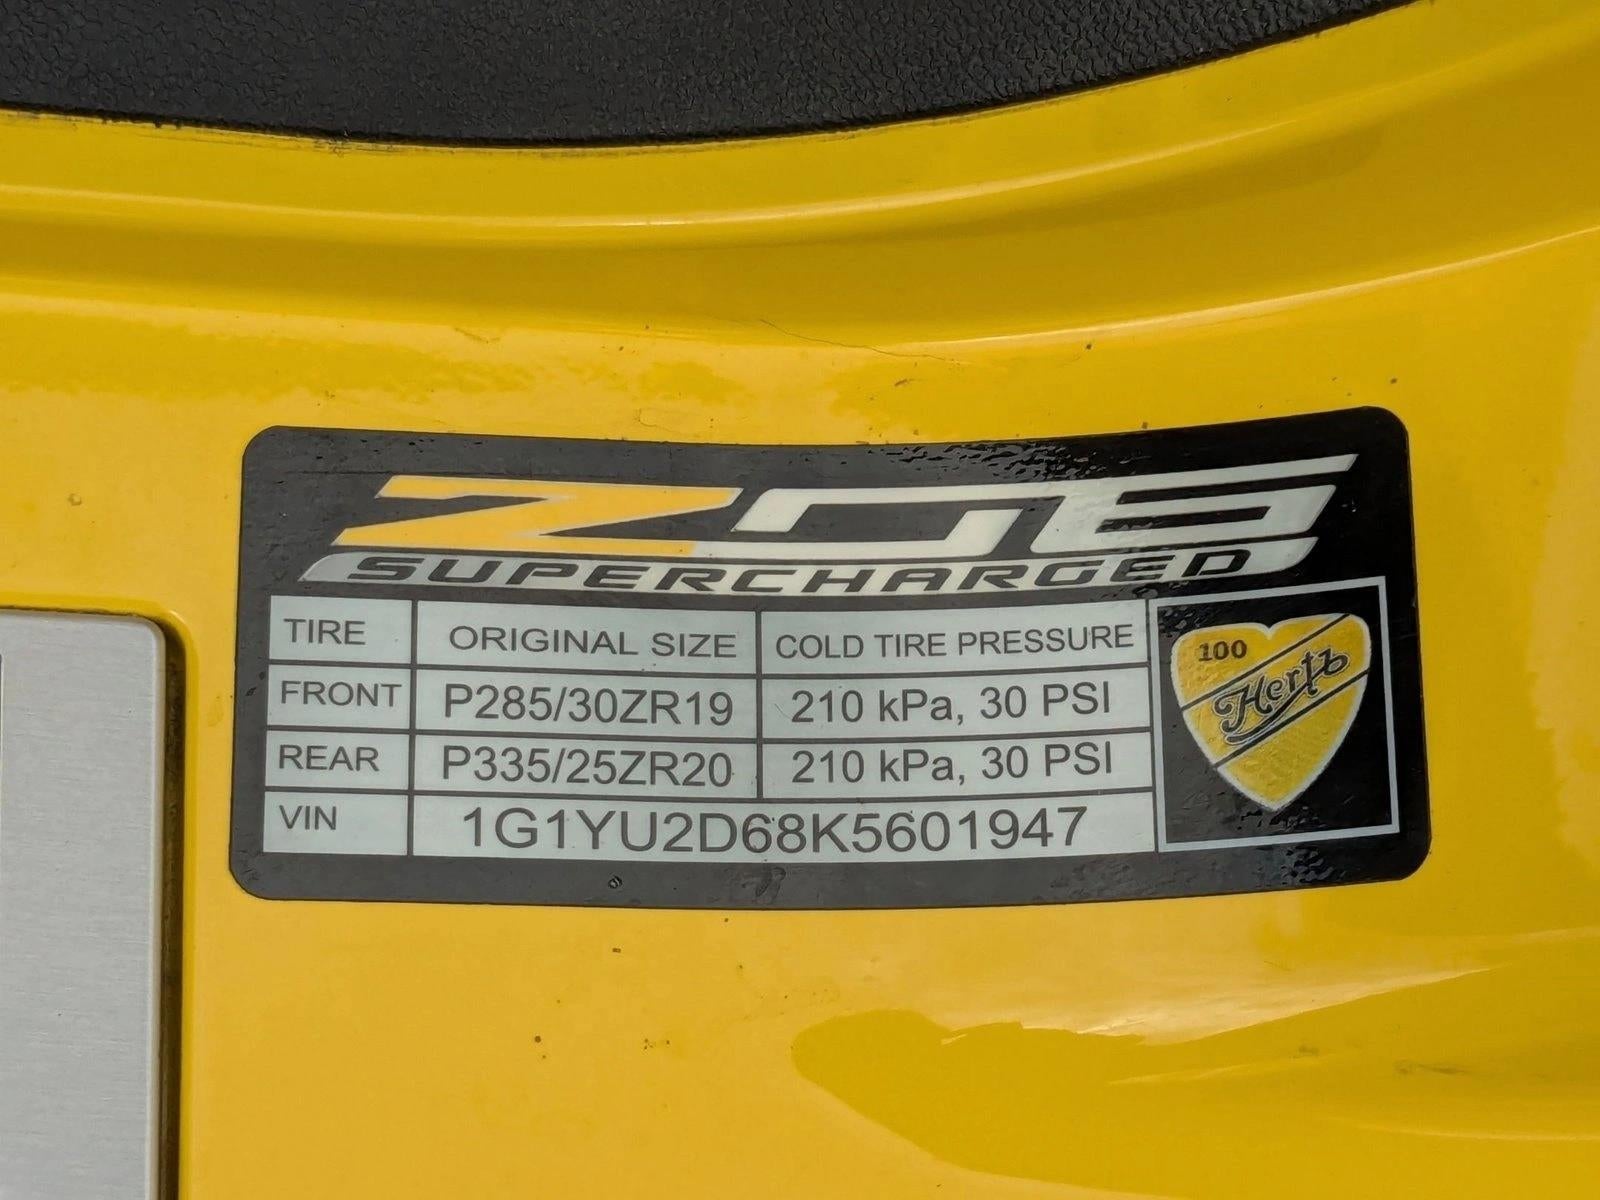 Z06
SUPERCHARGED
TIRE ORIGINAL SIZE COLD TIRE PRESSURE
FRONT P285/30ZR19 210 kPa, 30 PSI
REAR P335/25ZR20 210 kPa, 30 PSI
VIN 1G1YU2D68K5601947
100
Hertz